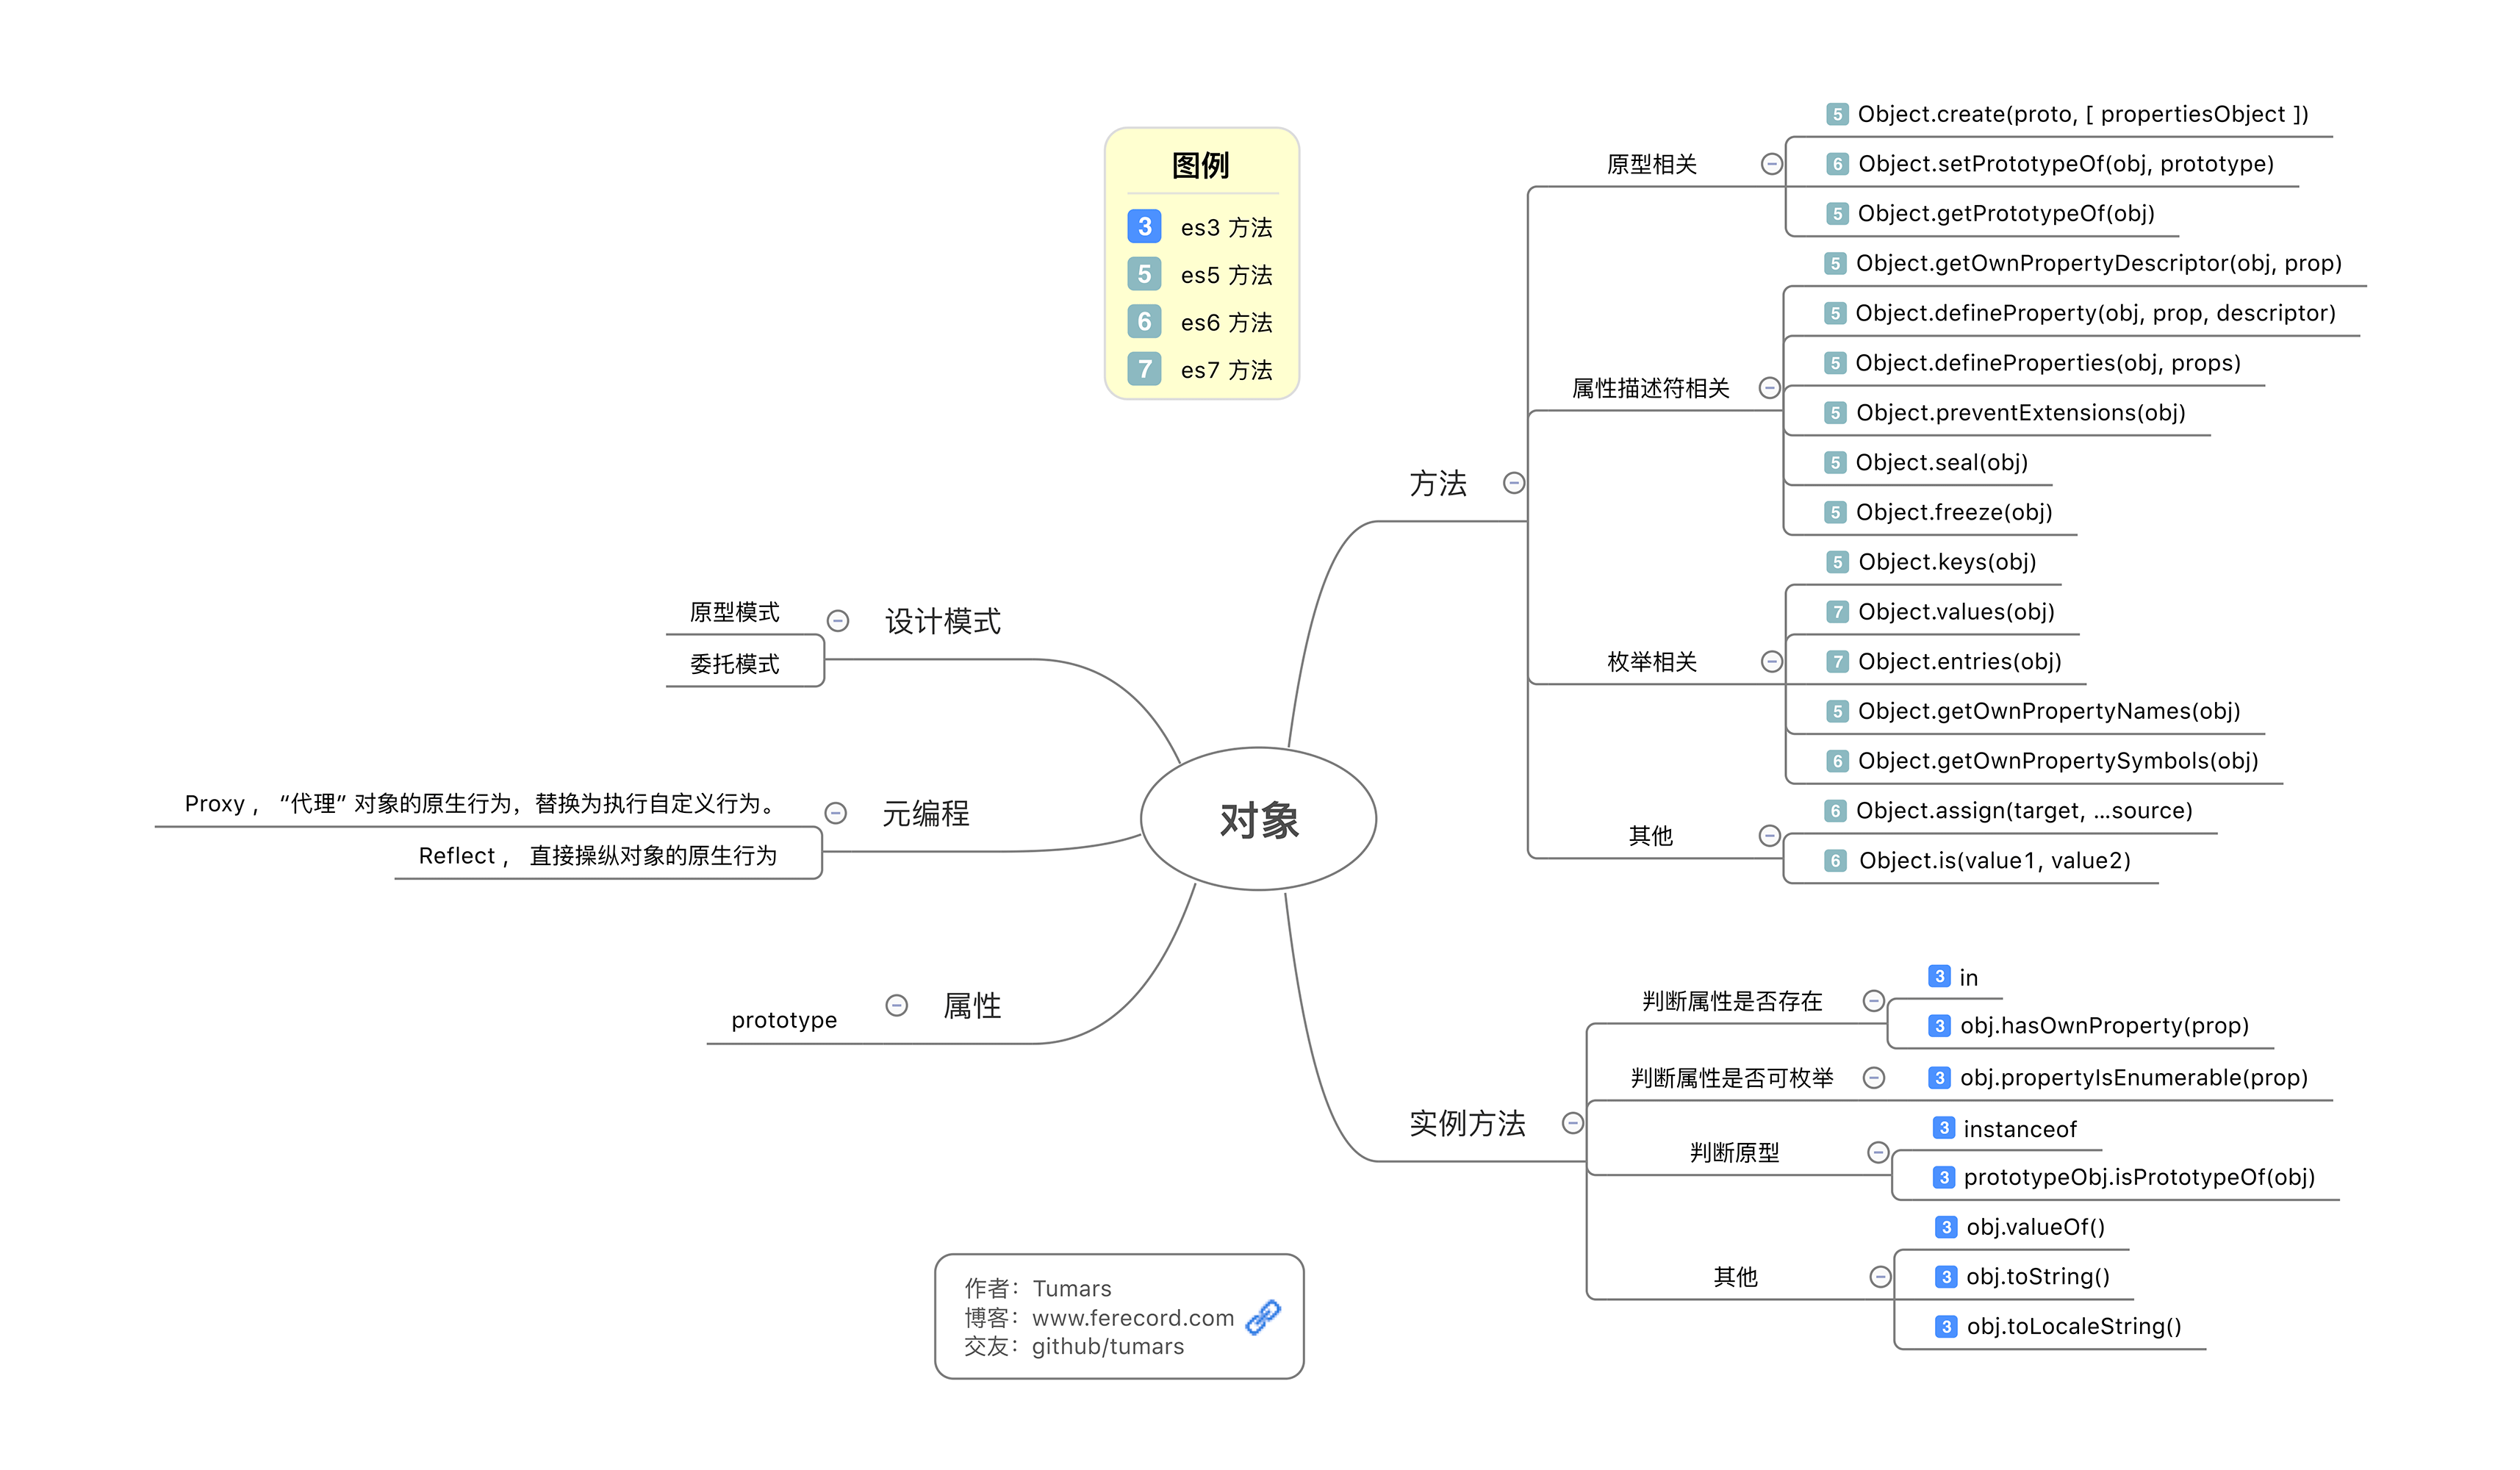 图例
3 es3 方法
5 es5 方法
6 es6 方法
7 es7 方法
对象
方法
原型相关
5 Object.create(proto, [ propertiesObject ])
6 Object.setPrototypeOf(obj, prototype)
5 Object.getPrototypeOf(obj)
属性描述符相关
5 Object.getOwnPropertyDescriptor(obj, prop)
5 Object.defineProperty(obj, prop, descriptor)
5 Object.defineProperties(obj, props)
5 Object.preventExtensions(obj)
5 Object.seal(obj)
5 Object.freeze(obj)
枚举相关
5 Object.keys(obj)
7 Object.values(obj)
7 Object.entries(obj)
5 Object.getOwnPropertyNames(obj)
6 Object.getOwnPropertySymbols(obj)
其他
6 Object.assign(target, ...source)
6 Object.is(value1, value2)
实例方法
判断属性是否存在
3 in
3 obj.hasOwnProperty(prop)
判断属性是否可枚举
3 obj.propertyIsEnumerable(prop)
判断原型
3 instanceof
3 prototypeObj.isPrototypeOf(obj)
其他
3 obj.valueOf()
3 obj.toString()
3 obj.toLocaleString()
设计模式
原型模式
委托模式
元编程
Proxy ， “代理” 对象的原生行为，替换为执行自定义行为。
Reflect ， 直接操纵对象的原生行为
属性
prototype
作者：Tumars
博客：www.ferecord.com
交友：github/tumars